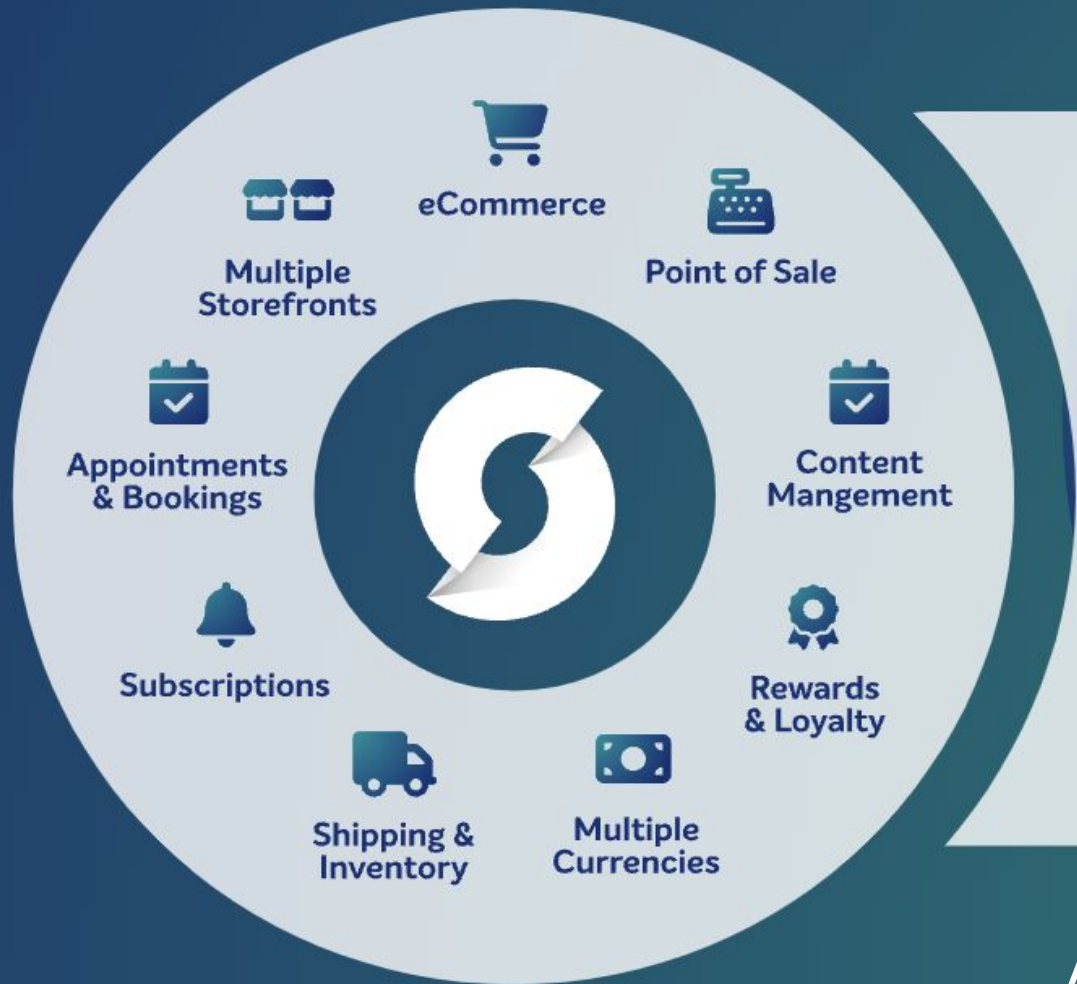 eCommerce
Point of Sale
Content
Mangement
Rewards
& Loyalty
Multiple
Currencies
Shipping &
Inventory
Subscriptions
Appointments
& Bookings
Multiple
Storefronts